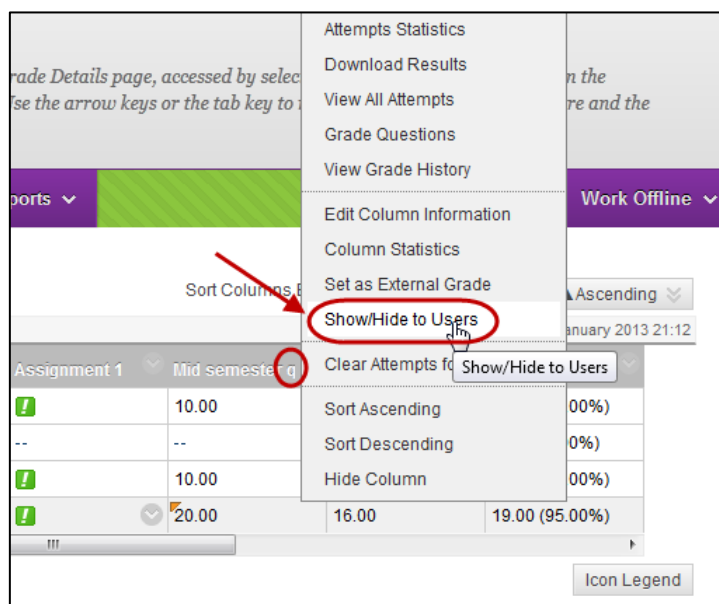 Attempts Statistics
Download Results
View All Attempts
Grade Questions
View Grade History
Edit Column Information
Column Statistics
Set as External Grade
Show/Hide to Users
Clear Attempts fo
Show/Hide to Users
Sort Ascending
Sort Descending
Hide Column
rade Details page, accessed by selec n the
Use the arrow keys or the tab key to re and the
ports Work Offline
Sort Columns Ascending
anuary 2013 21:12
Assignment 1 Mid semester q
10.00 00%)
-- -- 0%)
10.00 00%)
20.00 16.00 19.00 (95.00%)
Icon Legend